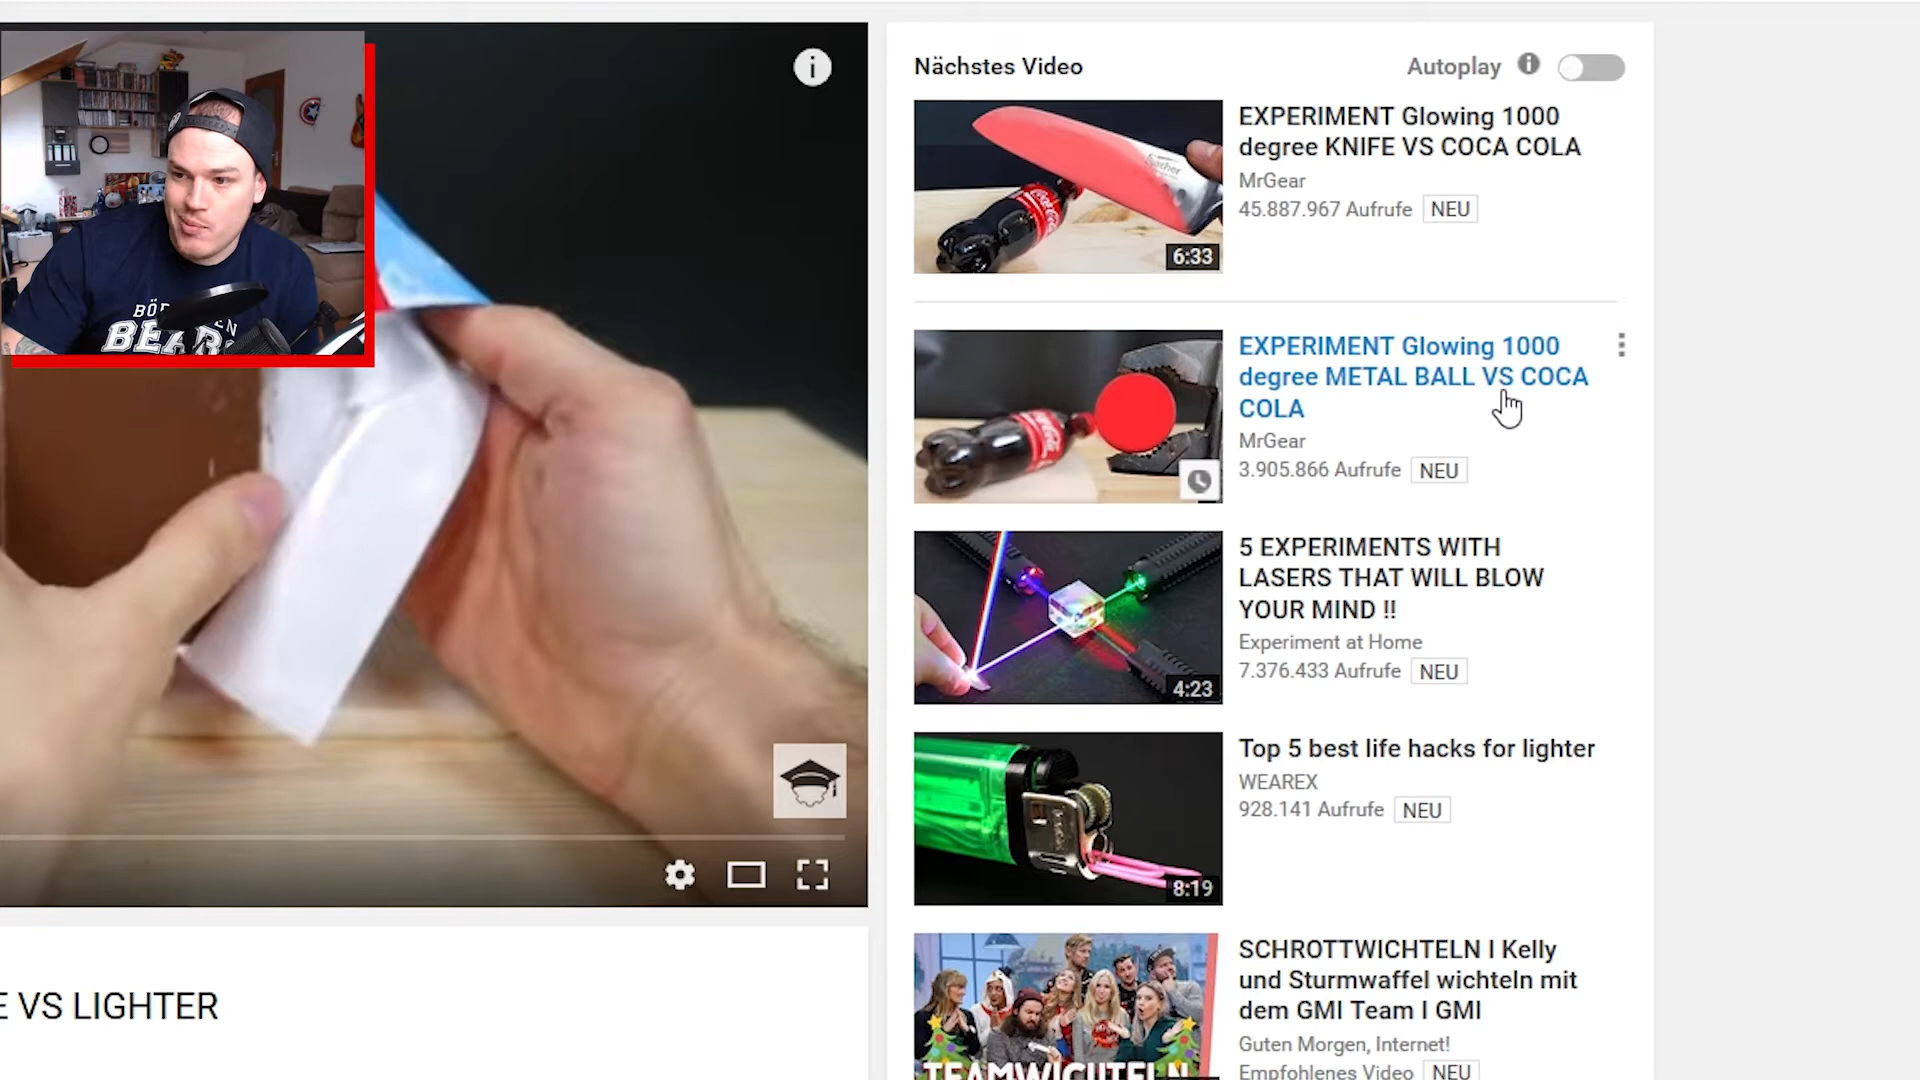 BÖ
EN
BEARS
E VS LIGHTER
Nächstes Video
Autoplay
EXPERIMENT Glowing 1000
degree KNIFE VS COCA COLA
MrGear
45.887.967 Aufrufe NEU
6:33
EXPERIMENT Glowing 1000
degree METAL BALL VS COCA
COLA
MrGear
3.905.866 Aufrufe NEU
5 EXPERIMENTS WITH
LASERS THAT WILL BLOW
YOUR MIND !!
Experiment at Home
7.376.433 Aufrufe NEU
4:23
Top 5 best life hacks for lighter
WEAREX
928.141 Aufrufe NEU
8:19
SCHROTTWICHTELN I Kelly
und Sturmwaffel wichteln mit
dem GMI Team I GMI
Guten Morgen, Internet!
Empfohlenes Video NEU
TEAMWICHTELN